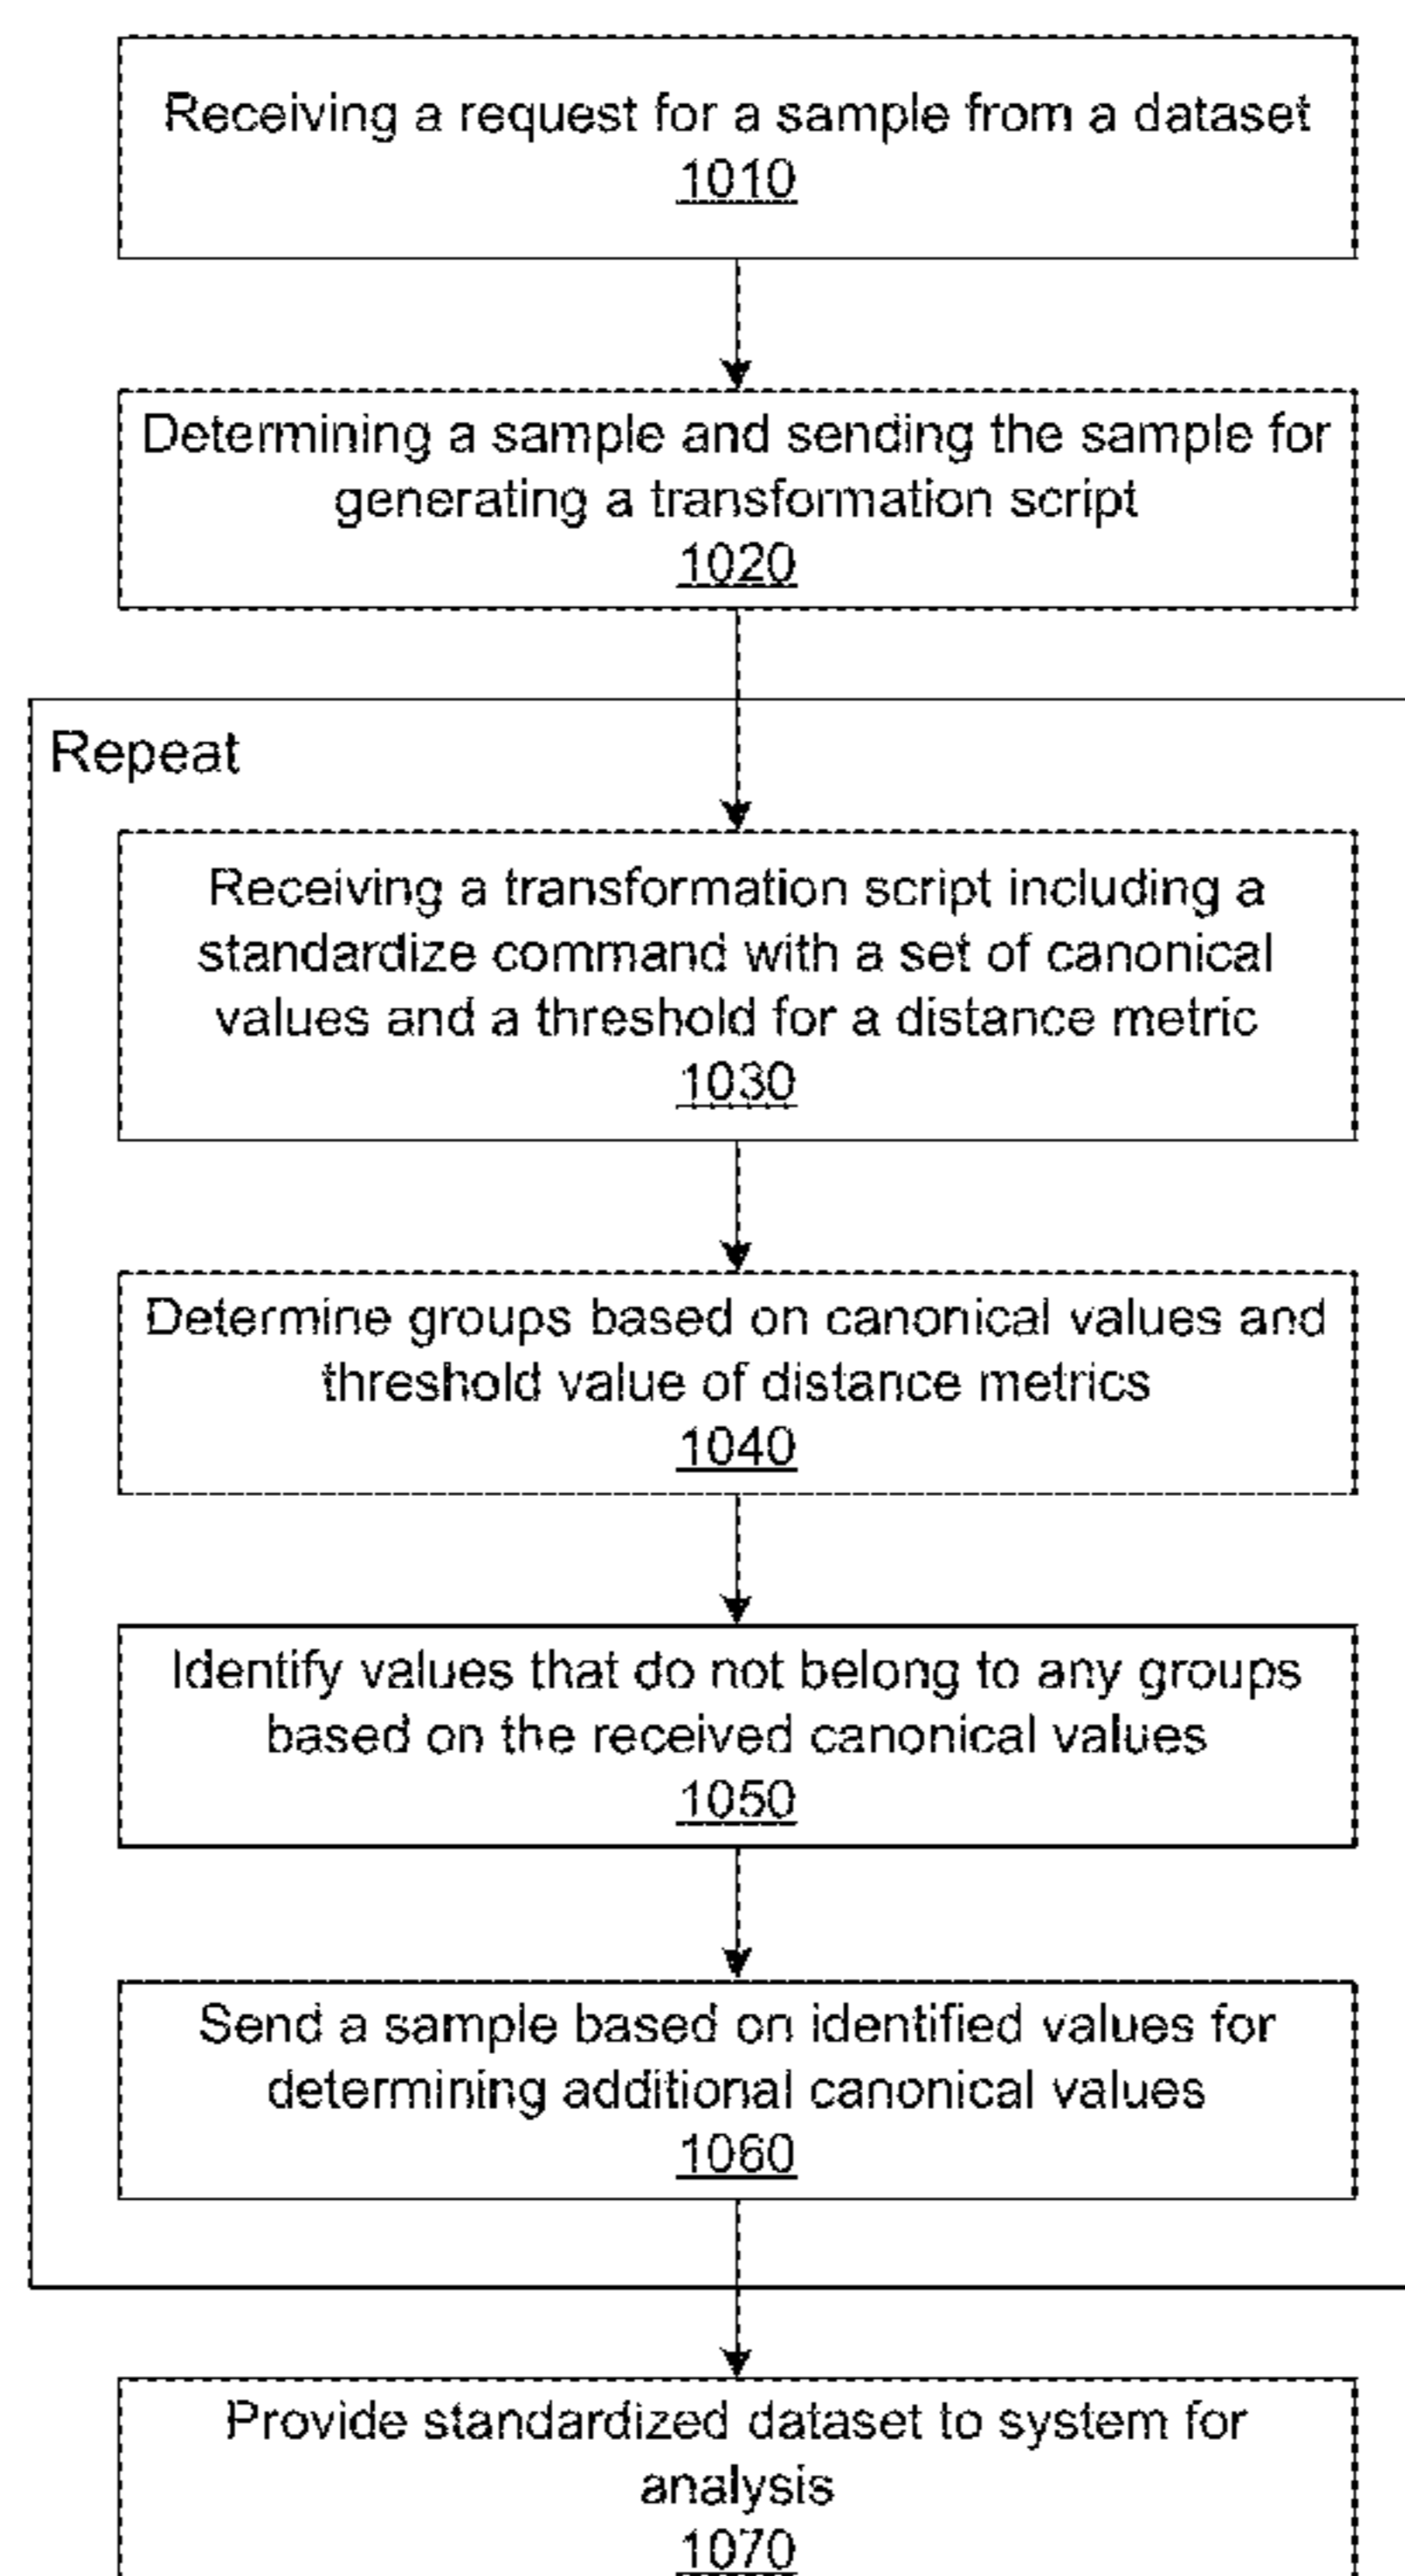 Receiving a request for a sample from a dataset
1010
Determining a sample and sending the sample for
generating a transformation script
1020
Repeat
Receiving a transformation script including a
standardize command with a set of canonical
values and a threshold for a distance metric
1030
Determine groups based on canonical values and
threshold value of distance metrics
1040
Identify values that do not belong to any groups
based on the received canonical values
1050
Send a sample based on identified values for
determining additional canonical values
1060
Provide standardized dataset to system for
analysis
1070